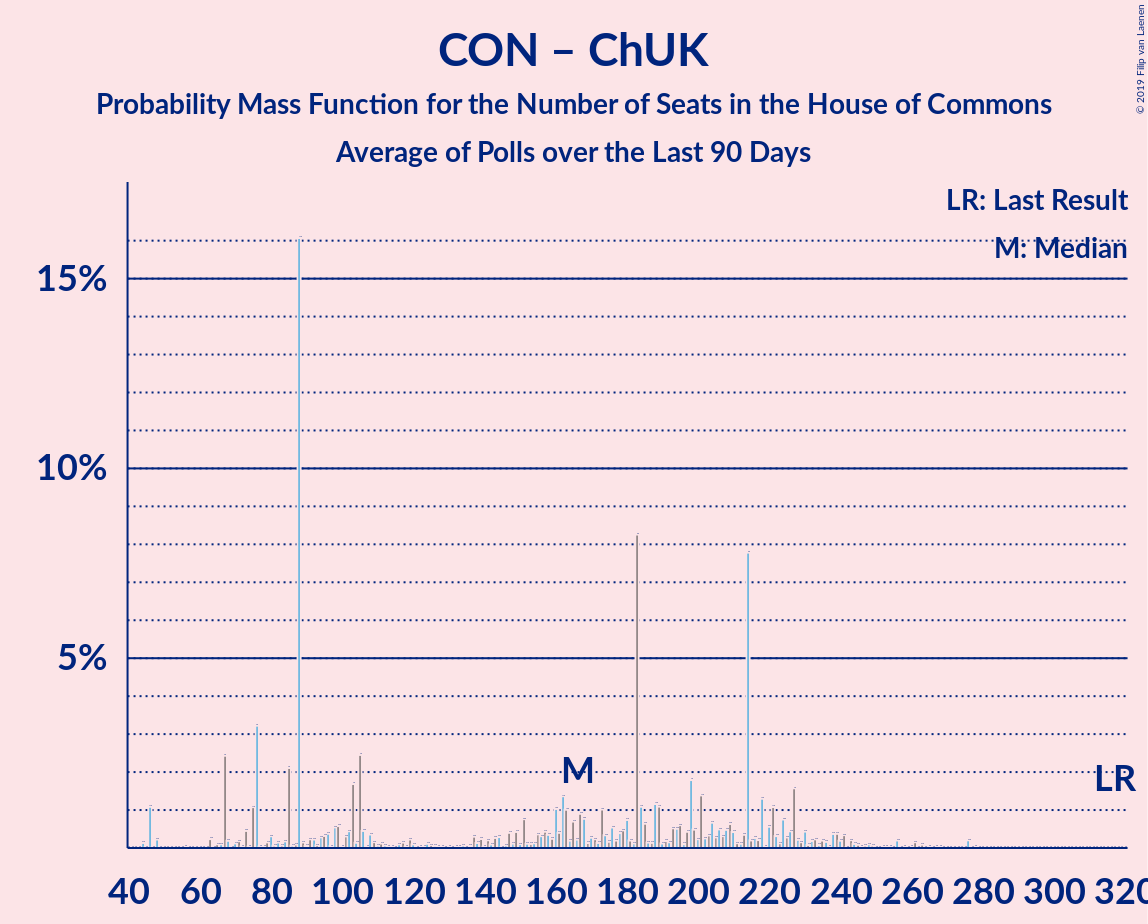 CON – ChUK
Probability Mass Function for the Number of Seats in the House of Commons
Average of Polls over the Last 90 Days
© 2019 Filip van Laenen
LR: Last Result
M: Median
15%
10%
5%
M
LR
40 60 80 100 120 140 160 180 200 220 240 260 280 300 320